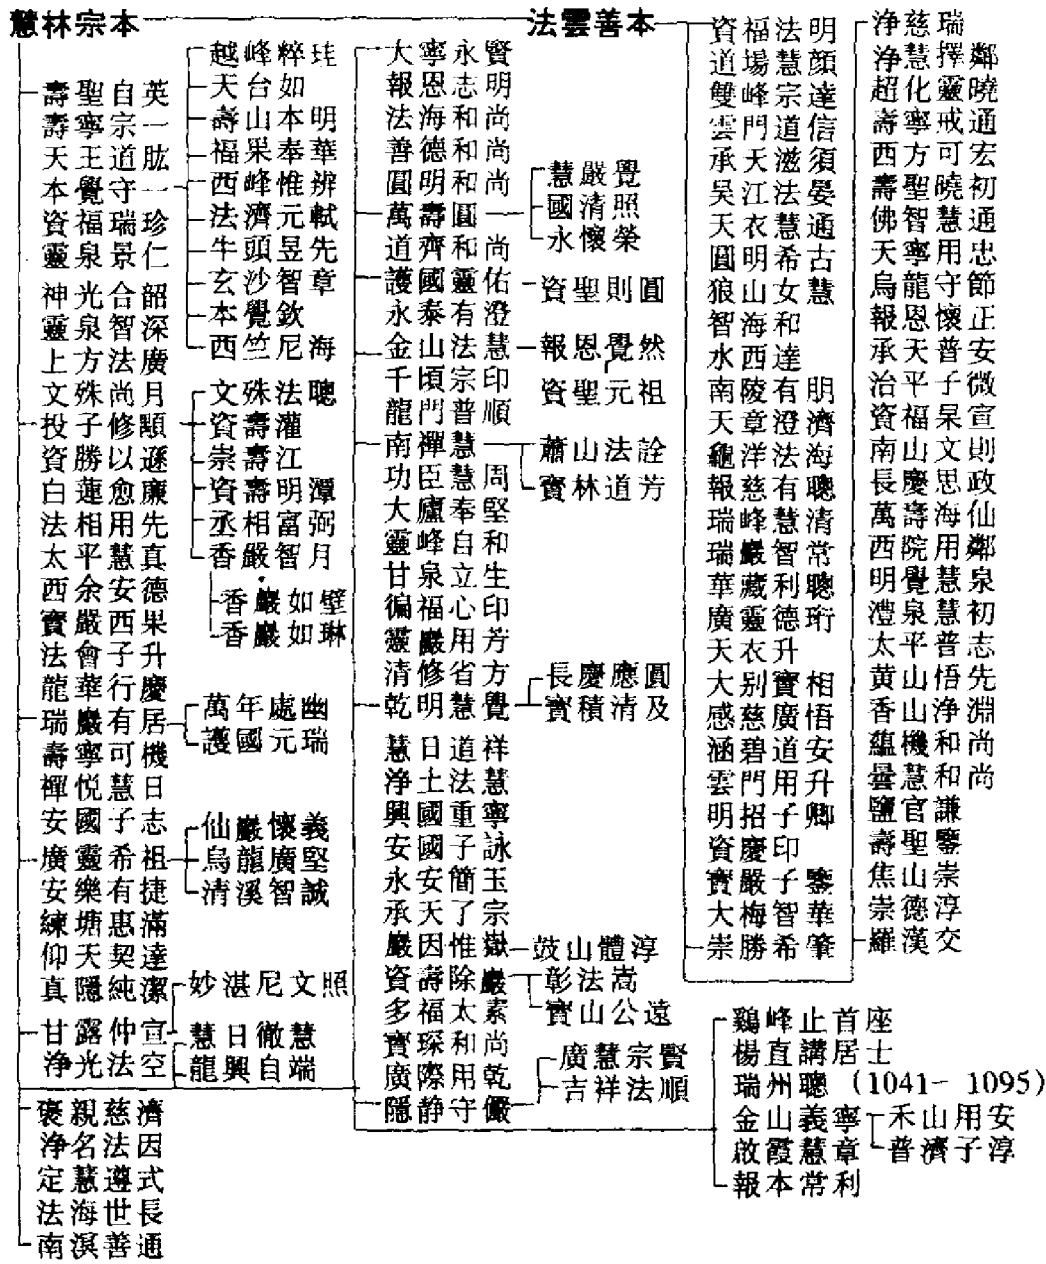 慧林宗本
法雲善本
壽聖自英
壽寧宗一
天王道肱
本覺守一
資福瑞珍
靈泉景仁
神光合韶
靈泉智深
上方法廣
文殊尚月
投子修顒
資勝以遜
白蓮愈廉
法相用先
太平慧真
西余安德
寶嚴西果
法會子升
龍華行慶
瑞巖有居
壽寧可機
禪悅慧日
安國子志
廣靈希祖
安樂有捷
練塘惠滿
仰天契達
真隱純潔
甘露仲宣
淨光法空
褒親慈濟
淨名法因
定慧遵式
法海世長
南溟善通
越峰粹珪
天台如
壽山本明
福杲奉華
西峰惟辨
法濟元軾
牛頭昱先
玄沙智章
本覺欽
西竺尼海
文殊法聰
資壽灌
崇壽江
資壽明潭
丞相富弼
香嚴智月
香巖如壁
香巖如琳
萬年處幽
護國元瑞
仙巖懷義
烏龍廣堅
清溪智誠
妙湛尼文照
慧日徹慧
龍興自端
大寧永賢
報恩志明
法海和尚
善德和尚
圓明和尚
萬壽圓
道齊和尚
護國靈佑
永泰有澄
金山法慧
千頃宗印
龍門普順
南禪慧
功臣慧周
大廬奉堅
靈峰自和
甘泉立生
徧福心印
靈巖用芳
清修省方
乾明慧覺
慧日道祥
淨土法慧
興國重寧
安國子詠
永安簡玉
承天了宗
嚴因惟嶽
資壽除巖
多福太素
寶琛和尚
廣際用乾
隱静守儼
慧嚴覺
國清照
永懷榮
資聖則圓
報恩覺然
資聖元祖
蕭山法詮
寶林道芳
長慶應圓
寶積清及
鼓山體淳
彰法嵩
寶山公遠
廣慧宗賢
吉祥法順
資福法明
道場慧顏
雙峰宗達
雲門道信
承天滋須
吳江法晏
天衣慧通
圓明希古
狼山女慧
智海和
水西達
南陵有朋
天章澄濟
龜洋法海
報慈有聰
瑞峰慧清
瑞巖智常
華藏利聰
廣靈德珩
天衣升
大別寶相
感慈廣悟
涵碧道安
雲門用升
明招子卿
資慶印
寶嚴子鑒
大梅智華
崇勝希肇
淨慈瑞
淨慧擇鄰
超化靈曉
壽寧戒通
西方可宏
壽聖曉初
佛智慧通
天寧用忠
烏龍守節
報恩懷正
承天普安
治平子微
資福杲宣
南山文則
長慶思政
萬壽海仙
西院用鄰
明覺慧泉
澧泉慧初
太平普志
黄山悟先
香山淨淵
蘊機和尚
曇慧和尚
鹽官謙
壽聖鑒
焦山崇
崇德淳
羅漢交
鷄峰止首座
楊直講居士
瑞州聰 (1041- 1095)
金山義寧
啟霞慧章
報本常利
禾山用安
普濟子淳